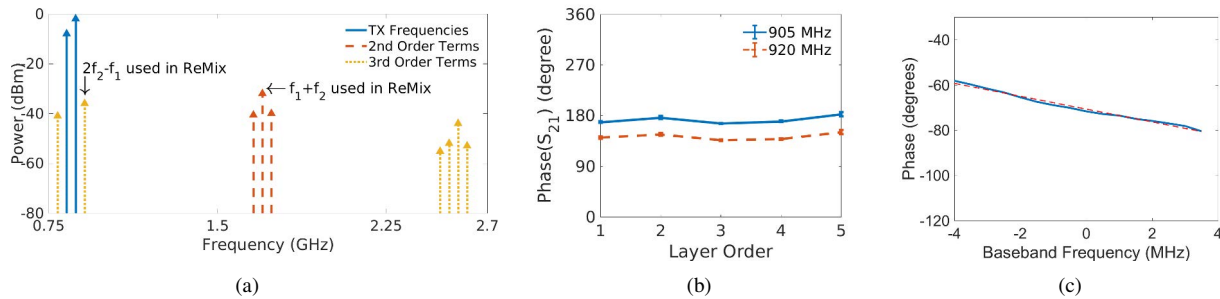 0
-20
-40
-60
-80
0.75
1.5
2.25
2.7
Power (dBm)
Frequency (GHz)
TX Frequencies
2nd Order Terms
3rd Order Terms
2f2-f1 used in ReMix
f1+f2 used in ReMix
(a)
360
270
180
90
0
1
2
3
4
5
Phase(S21) (degree)
Layer Order
905 MHz
920 MHz
(b)
-40
-60
-80
-100
-120
-4
-2
0
2
4
Phase (degrees)
Baseband Frequency (MHz)
(c)